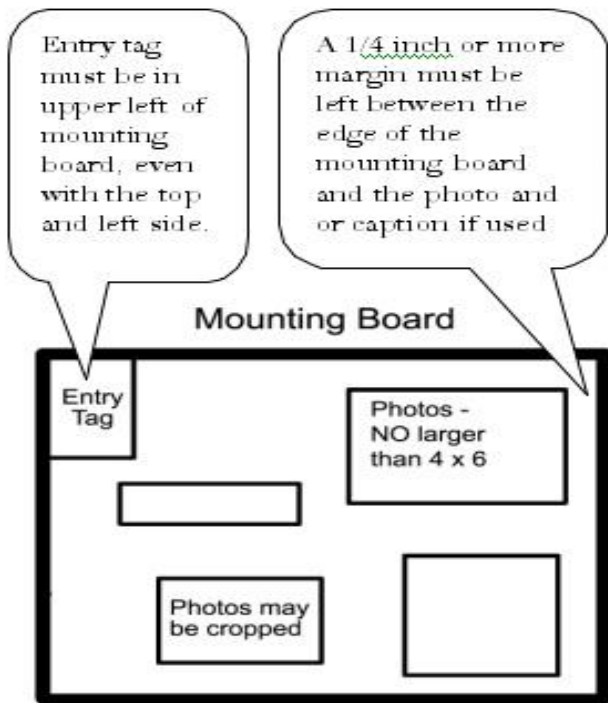 Entry tag
must be in
upper left of
mounting
board, even
with the top
and left side.
A 1/4 inch or more
margin must be
left between the
edge of the
mounting board
and the photo and
or caption if used
Mounting Board
Entry
Tag
Photos -
NO larger
than 4 x 6
Photos may
be cropped